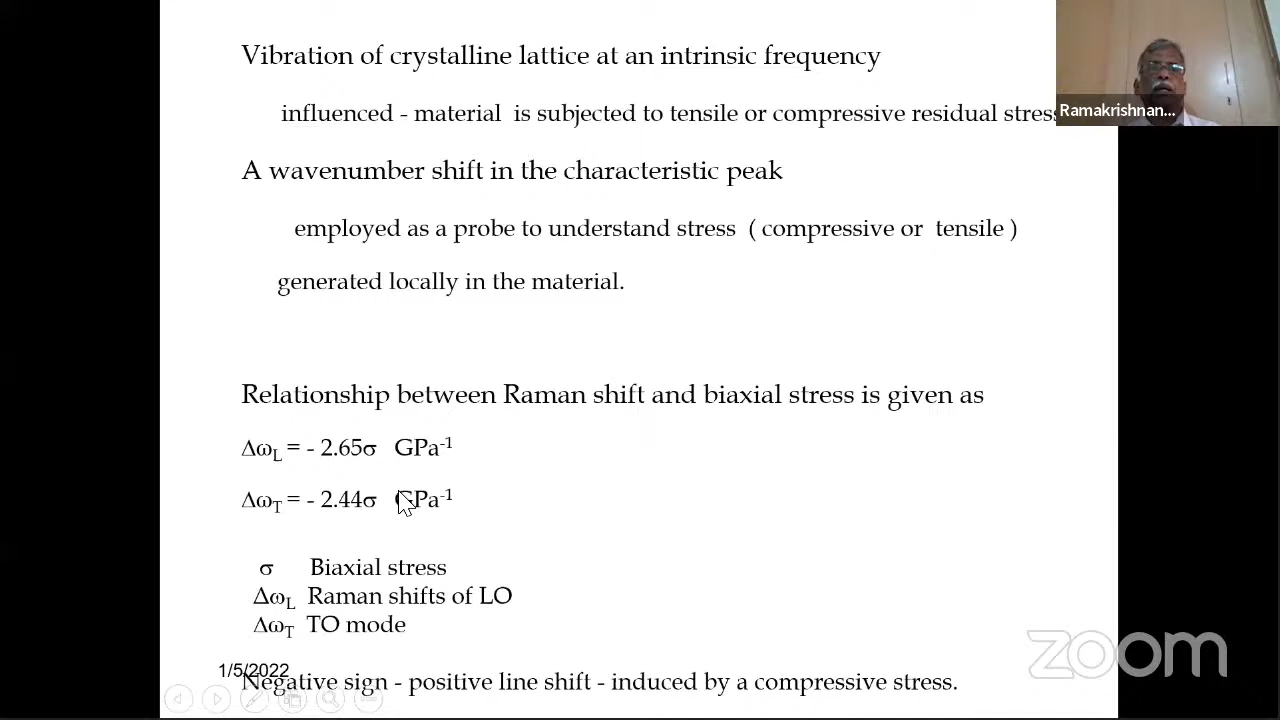 Vibration of crystalline lattice at an intrinsic frequency
influenced - material is subjected to tensile or compressive residual stress
Ramakrishnan...
A wavenumber shift in the characteristic peak
employed as a probe to understand stress ( compressive or tensile )
generated locally in the material.
Relationship between Raman shift and biaxial stress is given as
Δω_L = - 2.65σ GPa⁻¹
Δω_T = - 2.44σ GPa⁻¹
σ Biaxial stress
Δω_L Raman shifts of LO
Δω_T TO mode
zoom
1/5/2022
Negative sign - positive line shift - induced by a compressive stress.